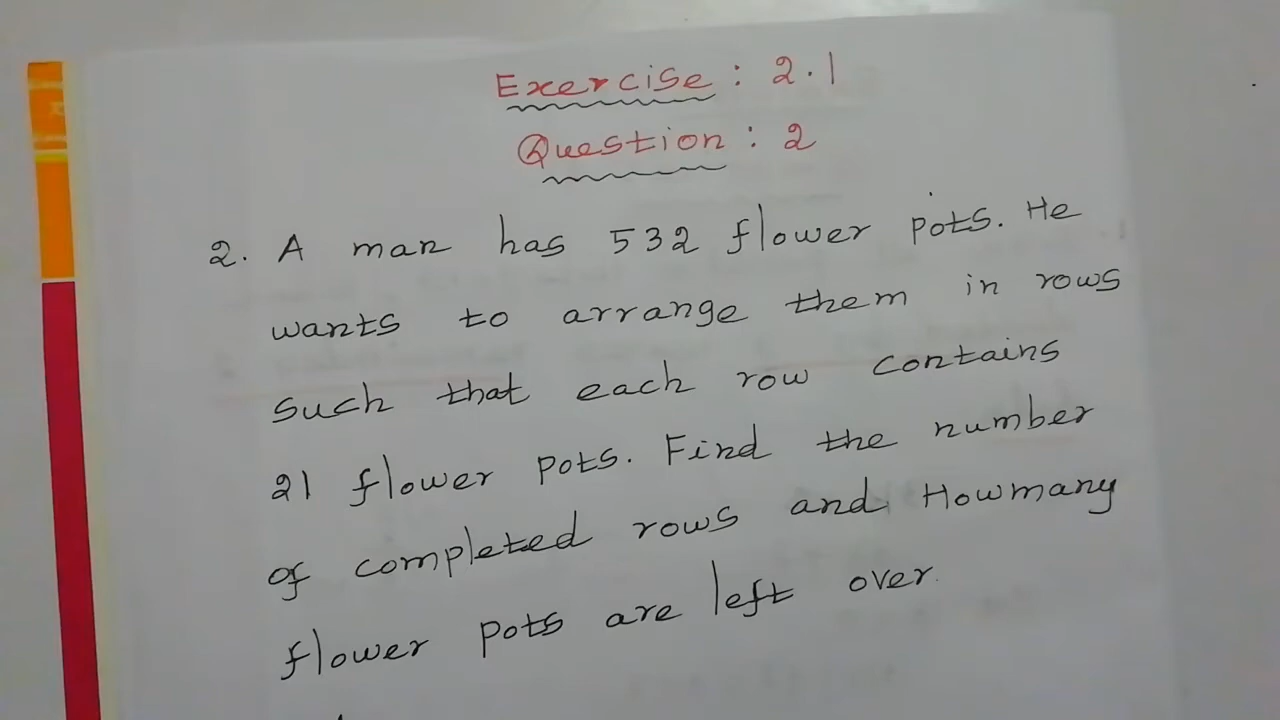 Exercise : 2.1
Question : 2
2. A man has 532 flower pots. He
wants to arrange them in rows
such that each row contains
21 flower pots. Find the number
of completed rows and Howmany
flower pots are left over